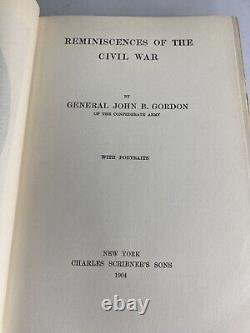 REMINISCENCES OF THE
CIVIL WAR
BY
GENERAL JOHN B. GORDON
OF THE CONFEDERATE ARMY
WITH PORTRAITS
NEW YORK
CHARLES SCRIBNER'S SONS
1904
© wantitall